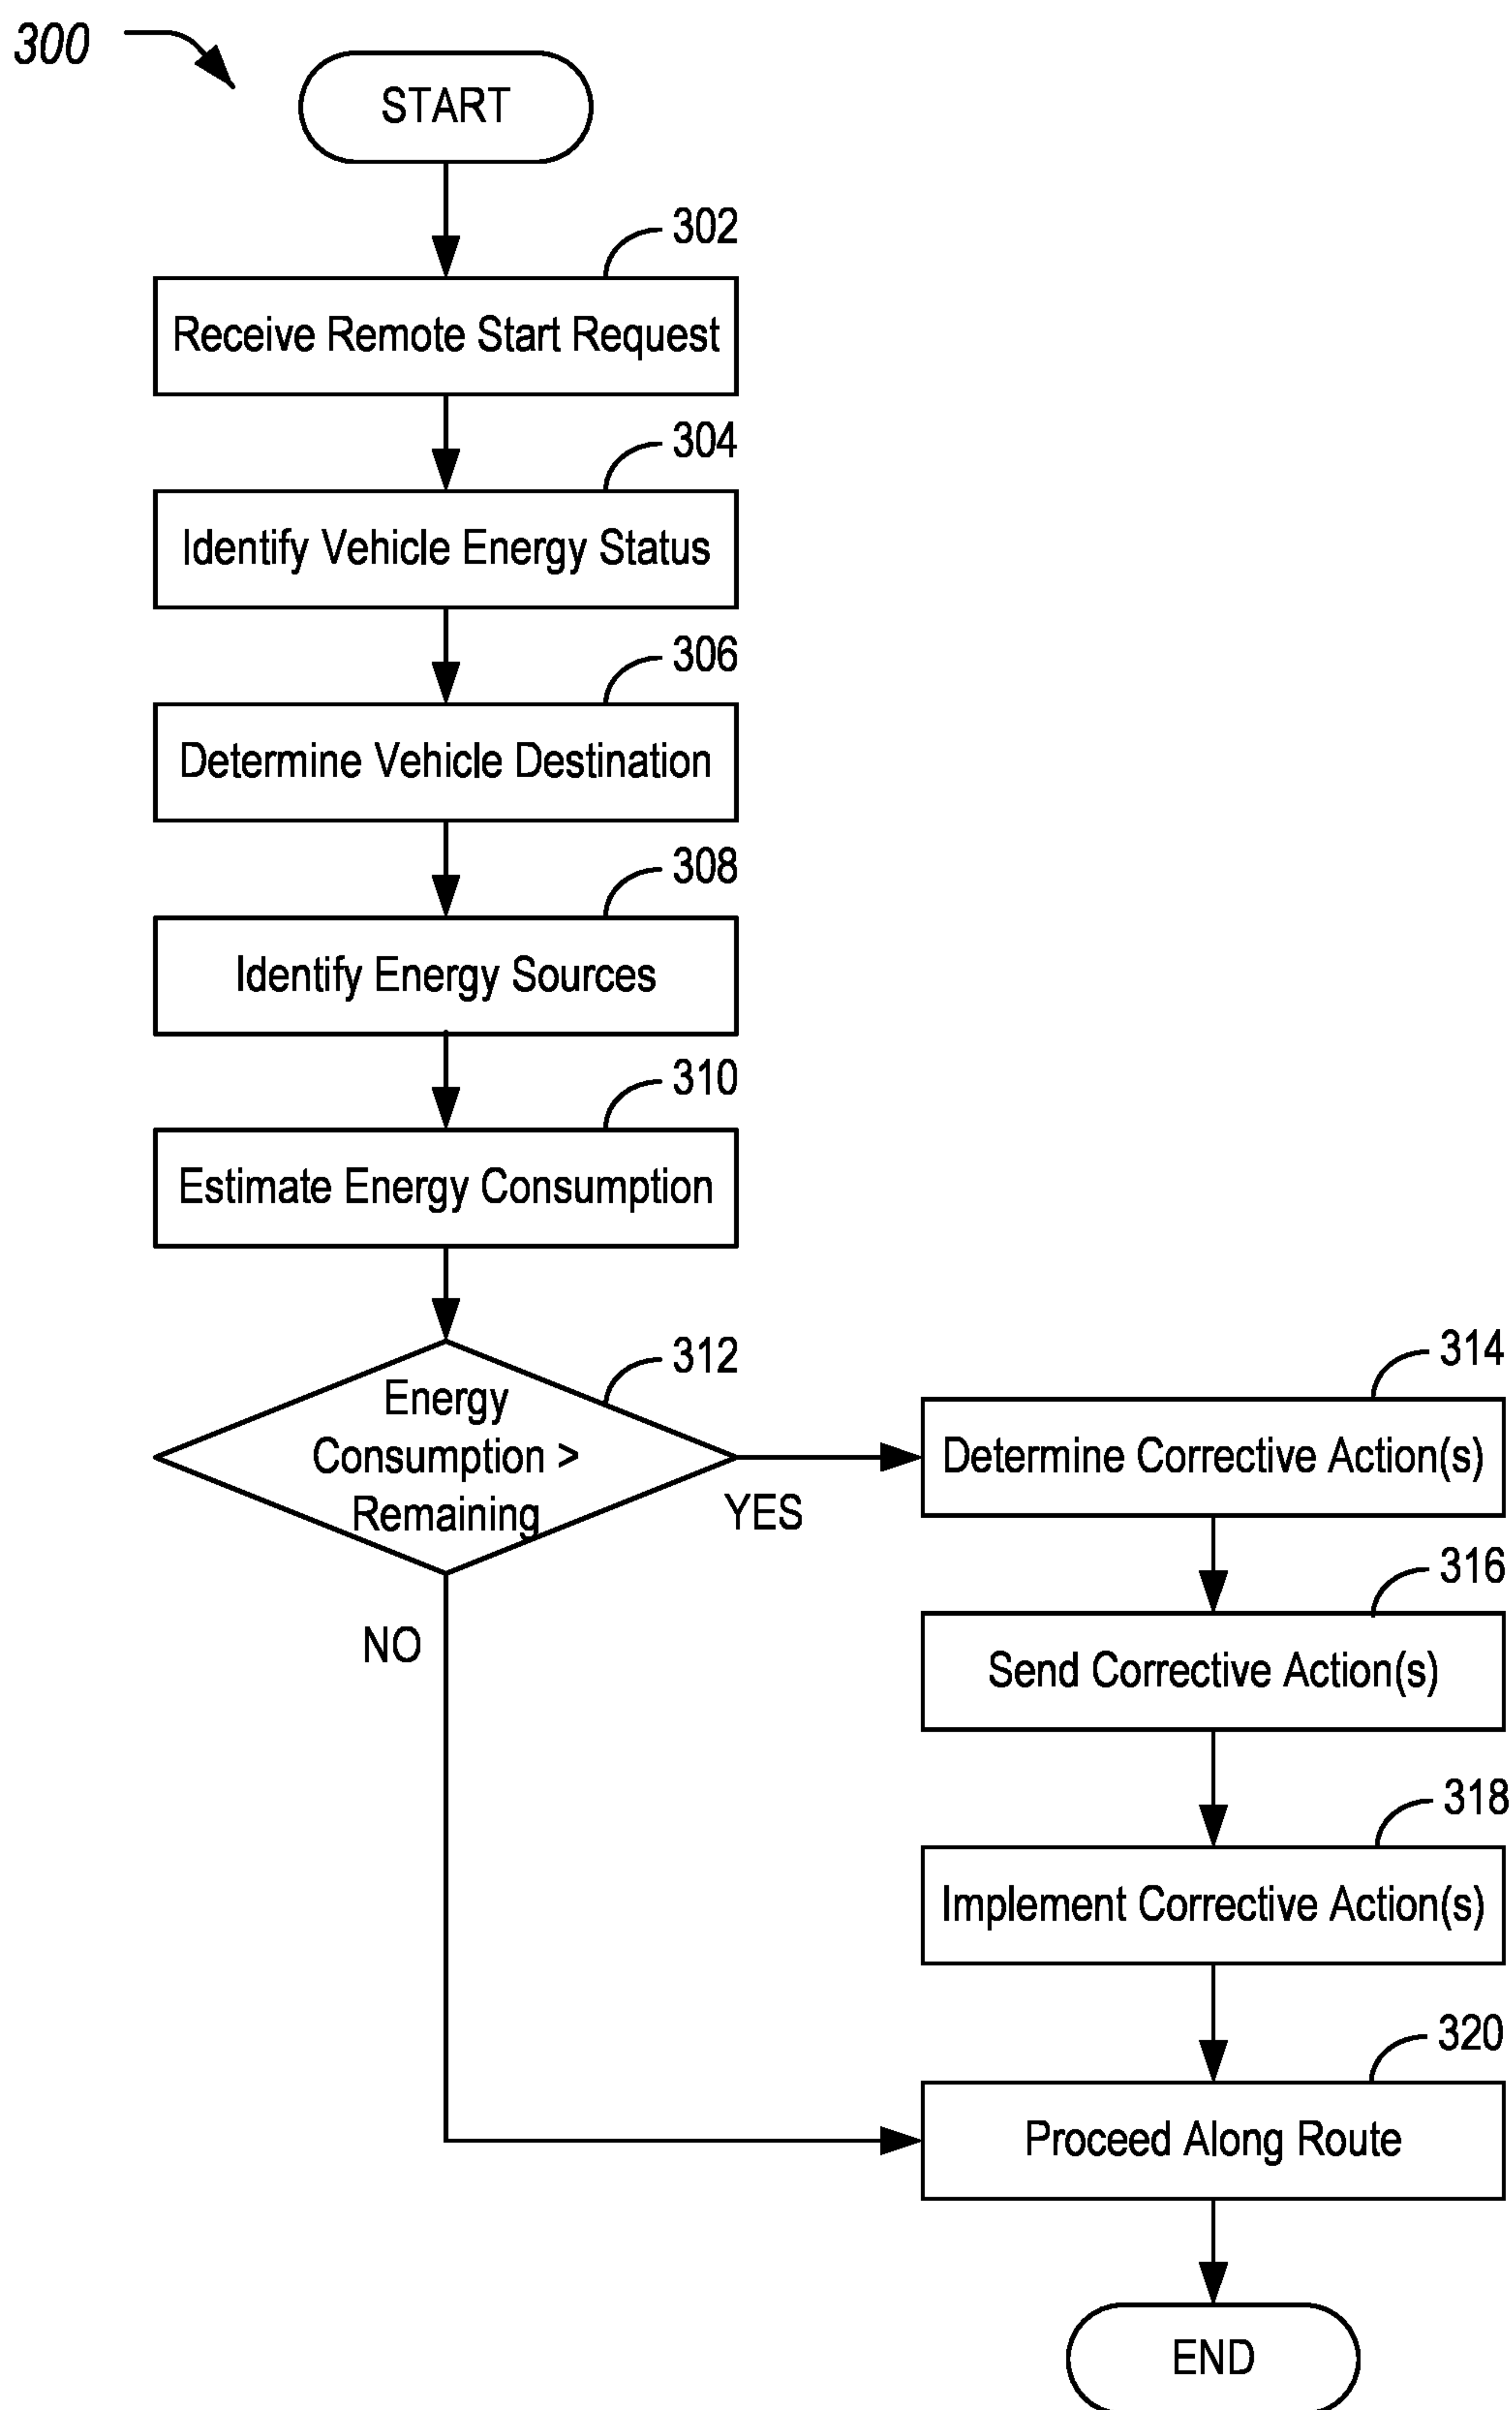 300
START
302
Receive Remote Start Request
304
Identify Vehicle Energy Status
306
Determine Vehicle Destination
308
Identify Energy Sources
310
Estimate Energy Consumption
312
Energy
Consumption >
Remaining
YES
NO
314
Determine Corrective Action(s)
316
Send Corrective Action(s)
318
Implement Corrective Action(s)
320
Proceed Along Route
END